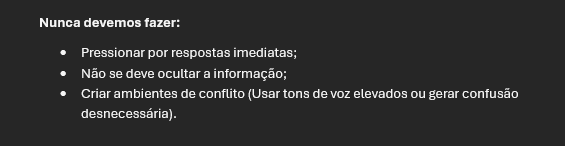 Nunca devemos fazer:
• Pressionar por respostas imediatas;
• Não se deve ocultar a informação;
• Criar ambientes de conflito (Usar tons de voz elevados ou gerar confusão
desnecessária).